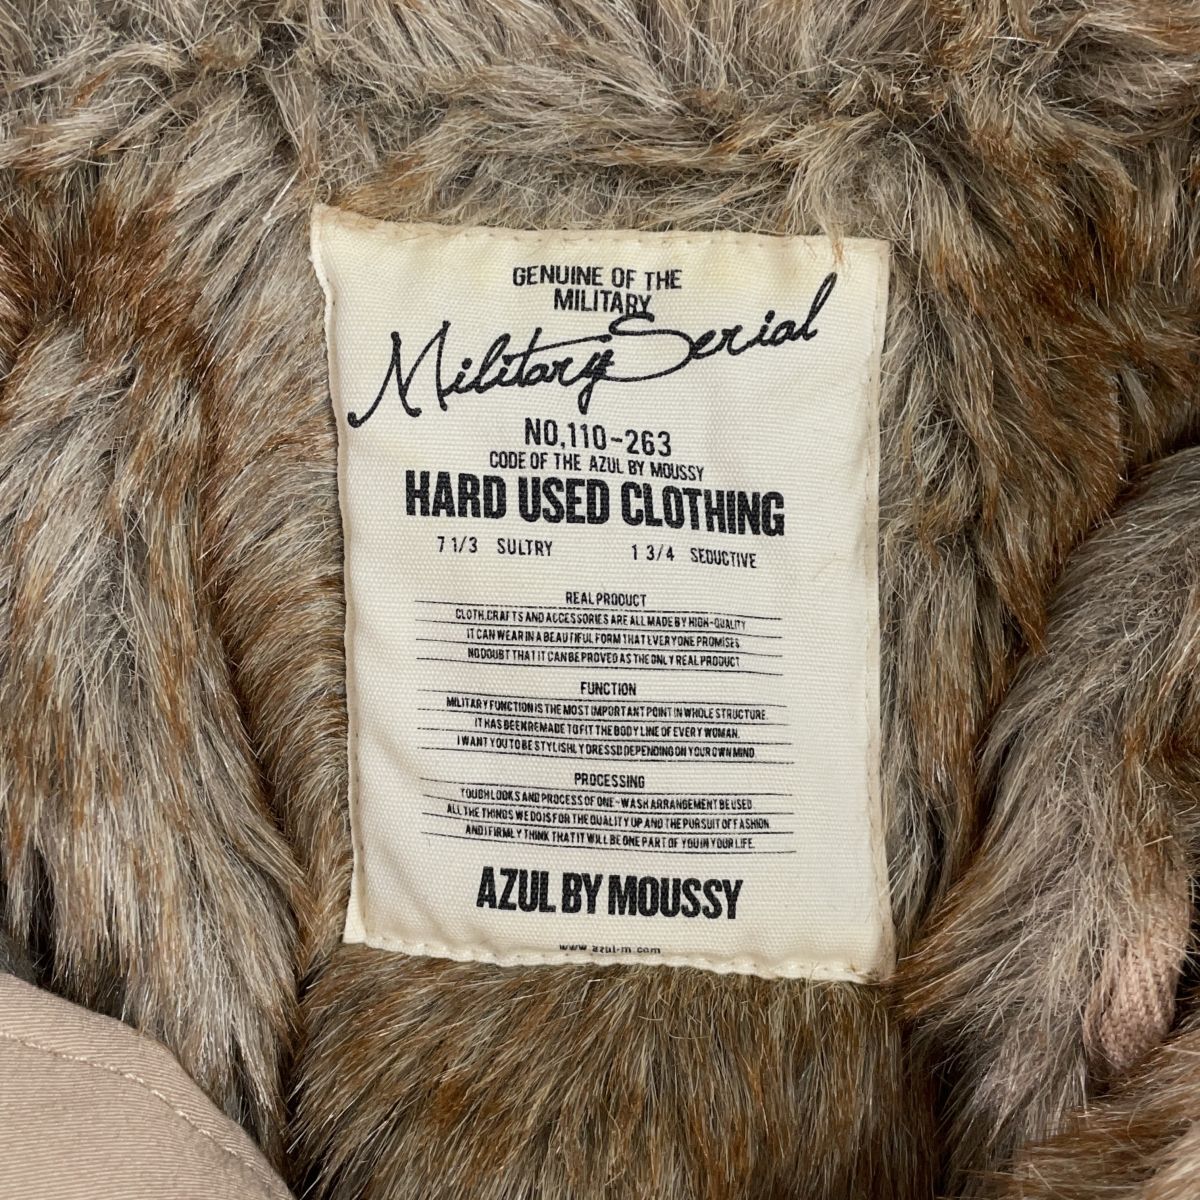 GENUINE OF THE
MILITARY
Military Serial
NO,110-263
CODE OF THE AZUL BY MOUSSY
HARD USED CLOTHING
7 1/3 SULTRY 1 3/4 SEDUCTIVE
REAL PRODUCT
CLOTH,CRAFTS AND ACCESSORIES ARE ALL MADE BY HIGH-QUALITY
IT CAN WEAR IN A BEAUTIFUL FORM THAT EVERYONE PROMISES.
NO DOUBT THAT IT CAN BE PROVED AS THE ONLY REAL PRODUCT
FUNCTION
MILITARY FUNCTION IS THE MOST IMPORTANT POINT IN WHOLE STRUCTURE.
IT HAS BEEN REMADE TO FIT THE BODY LINE OF EVERY WOMAN.
I WANT YOU TO BE STYLISHLY DRESSD DEPENDING ON YOUR OWN MIND.
PROCESSING
TOUGH LOOKS AND PROCESS OF ONE-WASH ARRANGEMENT BE USED.
ALL THE THINGS WE DO IS FOR THE QUALITY UP AND THE PURSUIT OF FASHION.
AND I FIRMLY THINK THAT IT WILL BE ONE PART OF YOU IN YOUR LIFE.
AZUL BY MOUSSY
www.azul-m.com